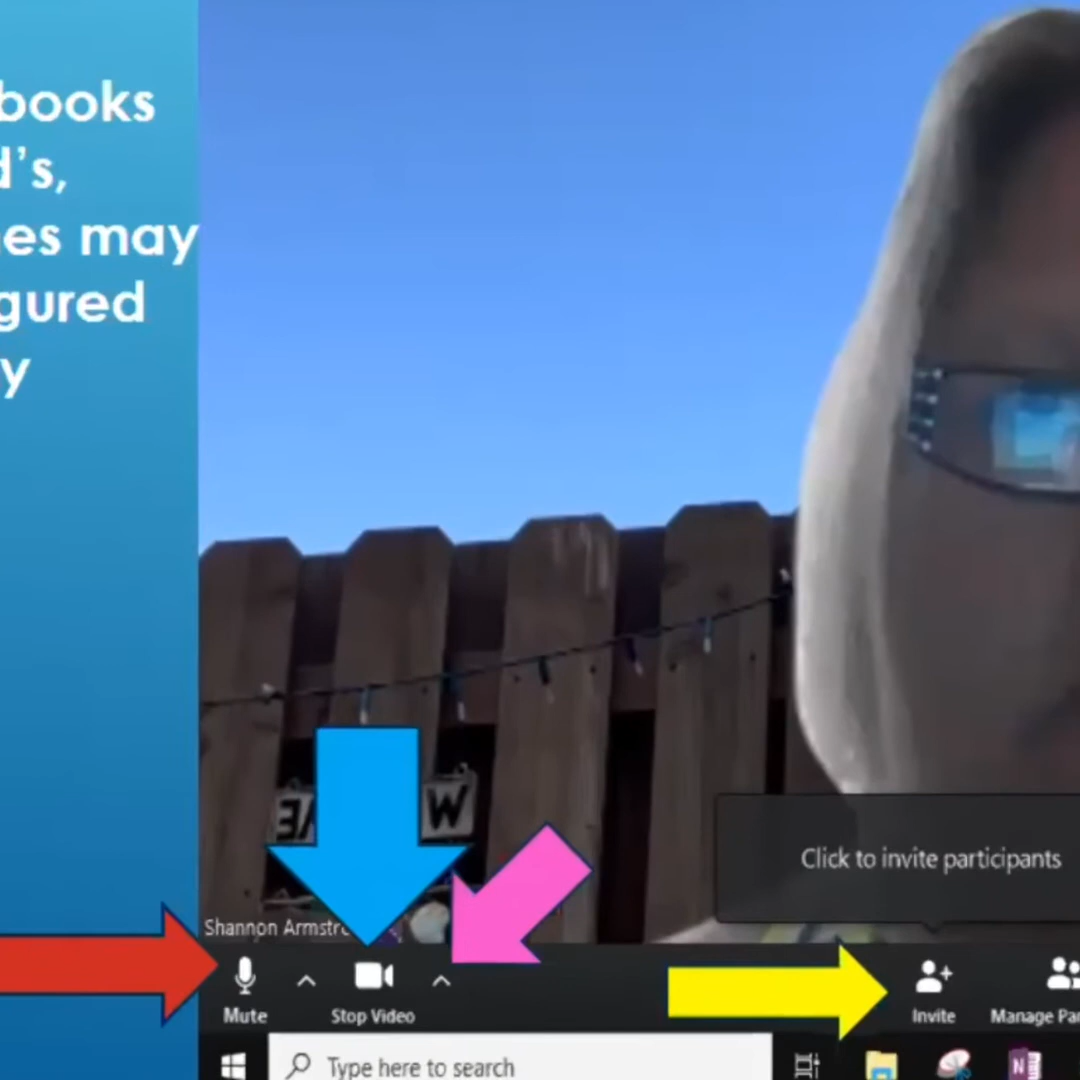 books
d's,
es may
gured
y
W
Shannon Armstr
Click to invite participants
Mute
Stop Video
Invite
Manage Pa
Type here to search
N